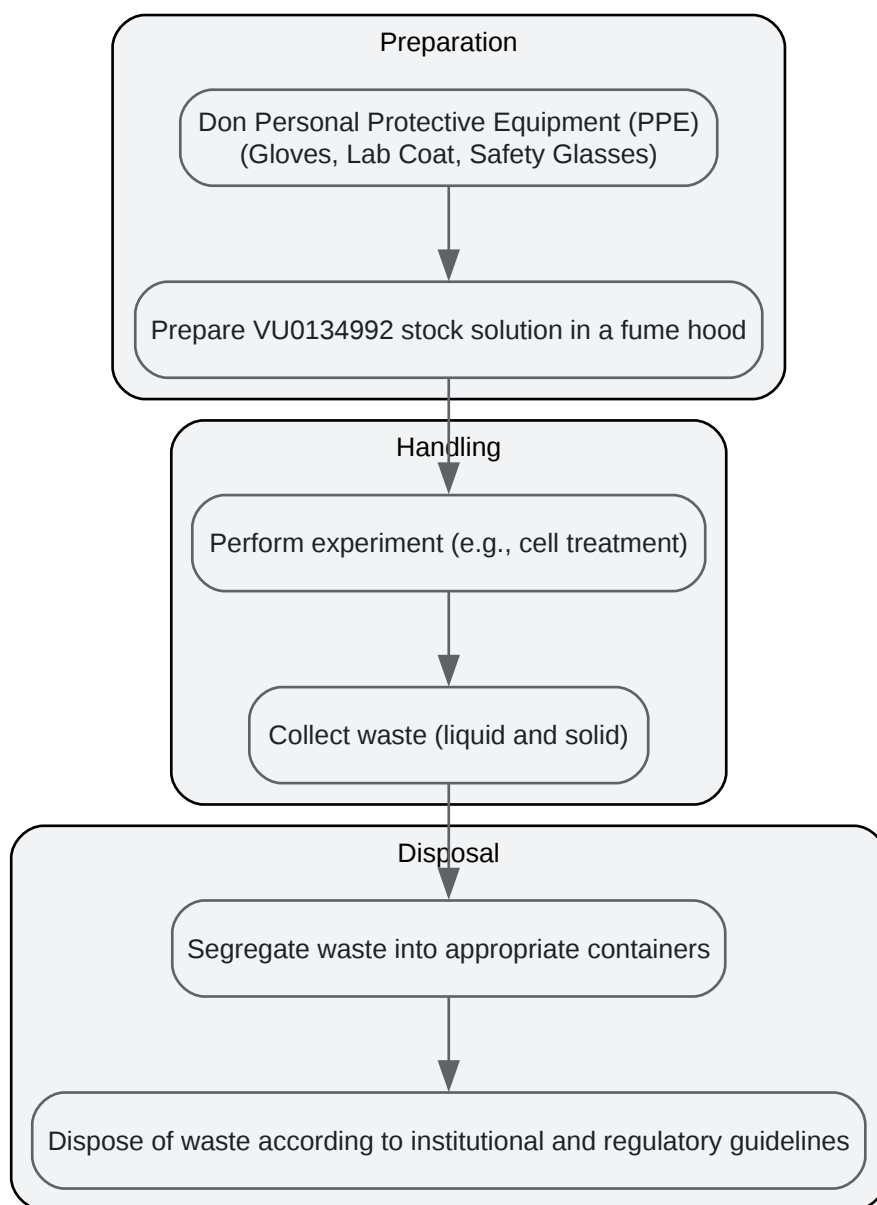 Preparation
Don Personal Protective Equipment (PPE)
(Gloves, Lab Coat, Safety Glasses)
Prepare VU0134992 stock solution in a fume hood
Handling
Perform experiment (e.g., cell treatment)
Collect waste (liquid and solid)
Disposal
Segregate waste into appropriate containers
Dispose of waste according to institutional and regulatory guidelines